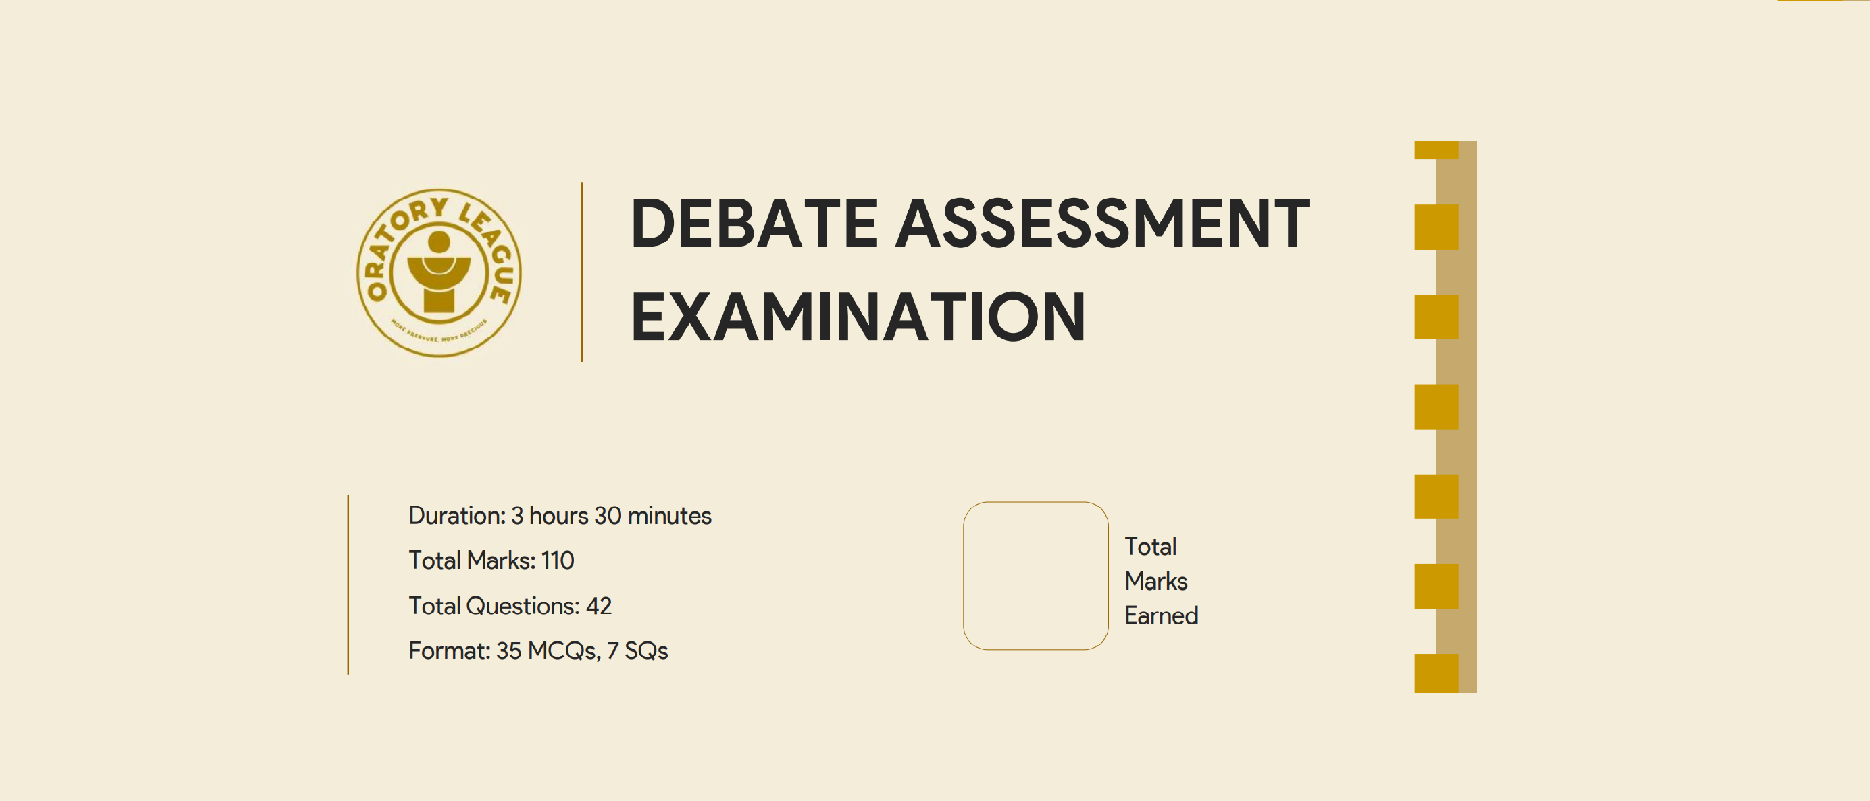 ORATORY LEAGUE
DEBATE ASSESSMENT
EXAMINATION
Duration: 3 hours 30 minutes
Total Marks: 110
Total Questions: 42
Format: 35 MCQs, 7 SQs
Total
Marks
Earned